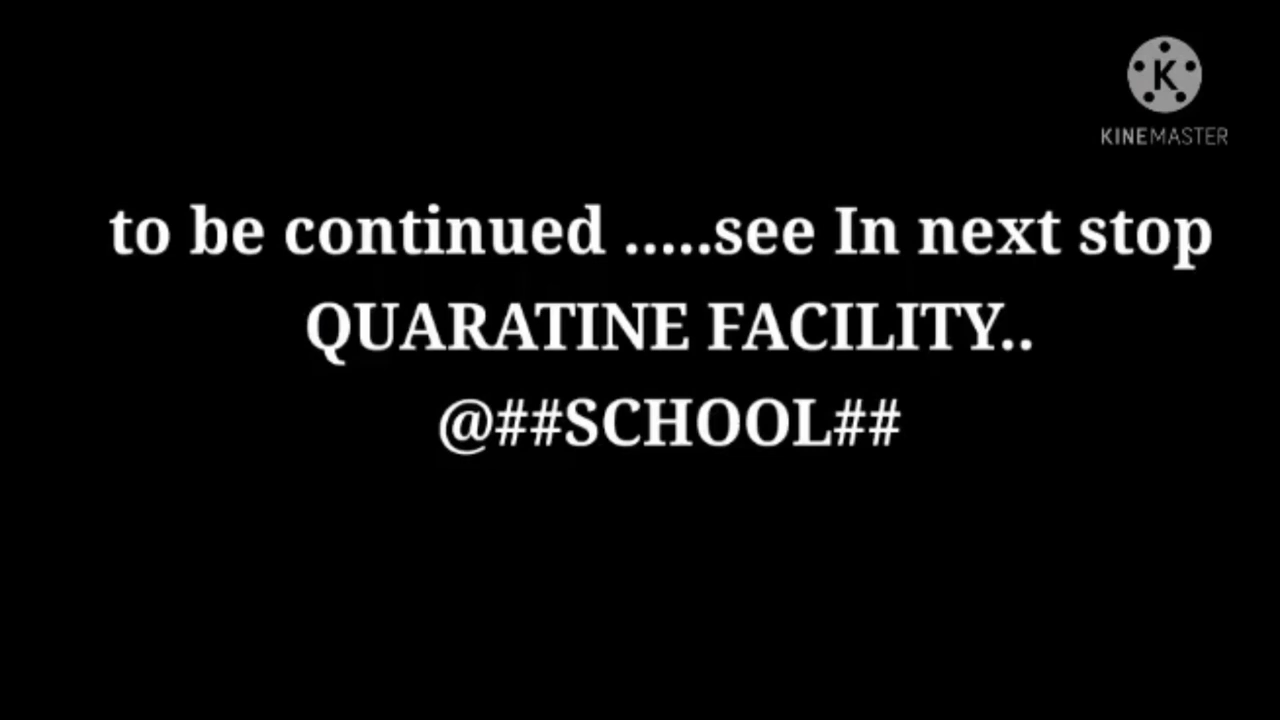 K
KINEMASTER
to be continued .....see In next stop
QUARATINE FACILITY..
@##SCHOOL##